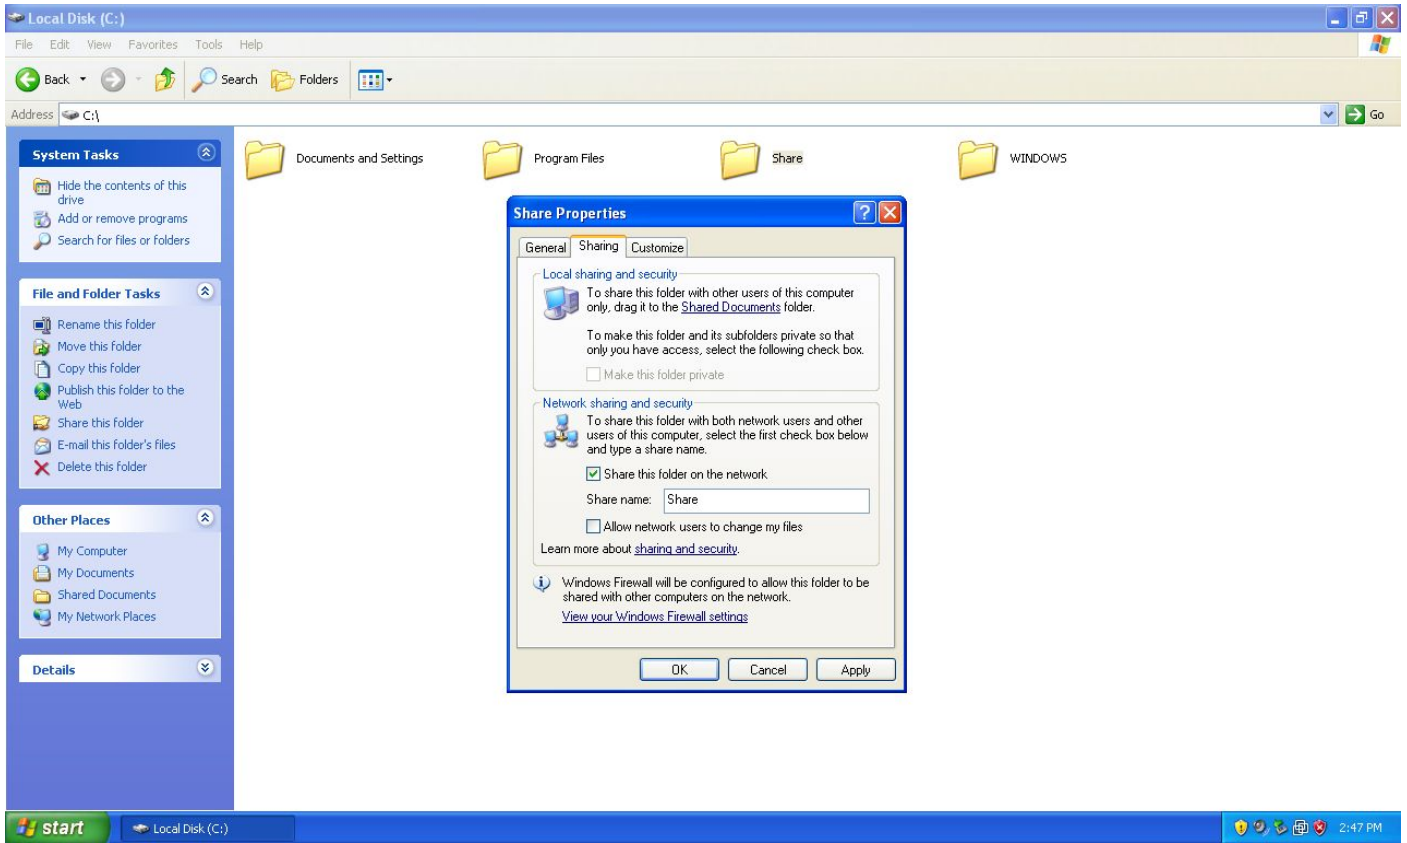 Local Disk (C:)
File Edit View Favorites Tools Help
Back Search Folders
Address C:\ Go
System Tasks
Hide the contents of this
drive
Add or remove programs
Search for files or folders
File and Folder Tasks
Rename this folder
Move this folder
Copy this folder
Publish this folder to the
Web
Share this folder
E-mail this folder's files
Delete this folder
Other Places
My Computer
My Documents
Shared Documents
My Network Places
Details
Documents and Settings Program Files Share WINDOWS
Share Properties
General Sharing Customize
Local sharing and security
To share this folder with other users of this computer
only, drag it to the Shared Documents folder.
To make this folder and its subfolders private so that
only you have access, select the following check box.
Make this folder private
Network sharing and security
To share this folder with both network users and other
users of this computer, select the first check box below
and type a share name.
Share this folder on the network
Share name: Share
Allow network users to change my files
Learn more about sharing and security.
Windows Firewall will be configured to allow this folder to be
shared with other computers on the network.
View your Windows Firewall settings
OK Cancel Apply
start Local Disk (C:) 2:47 PM